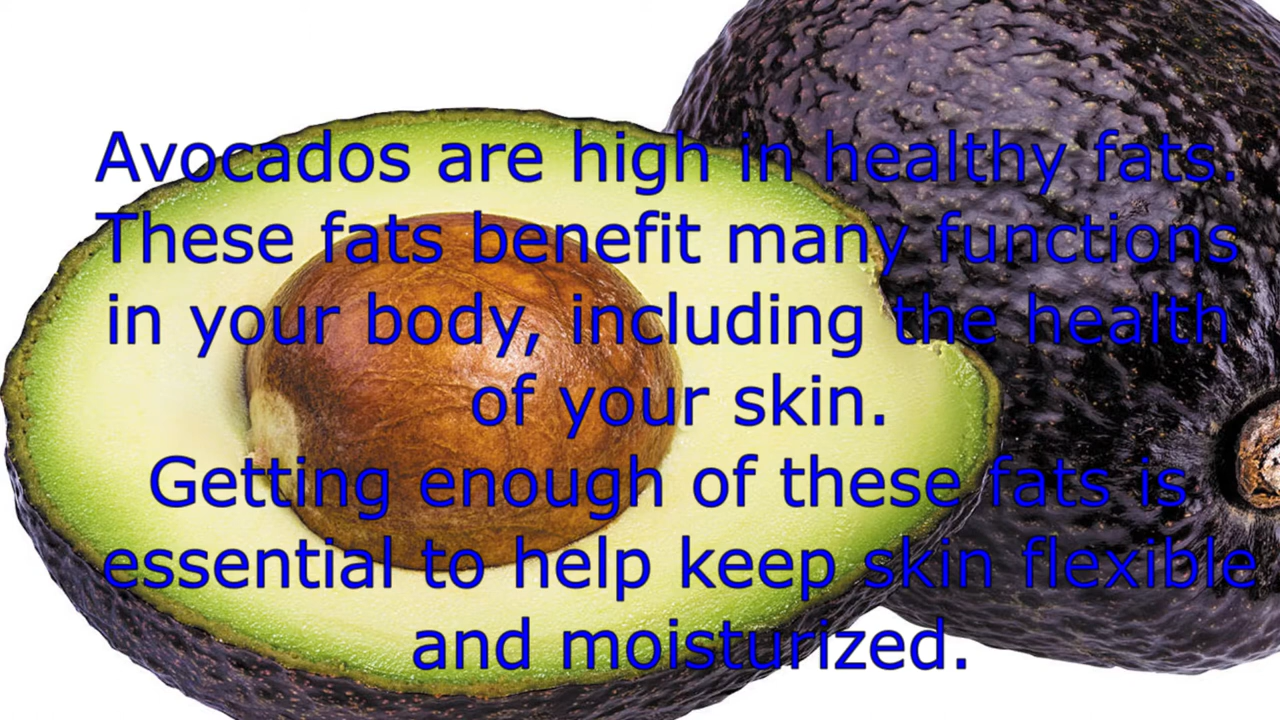 Avocados are high in healthy fats.
These fats benefit many functions
in your body, including the health
of your skin.
Getting enough of these fats is
essential to help keep skin flexible
and moisturized.